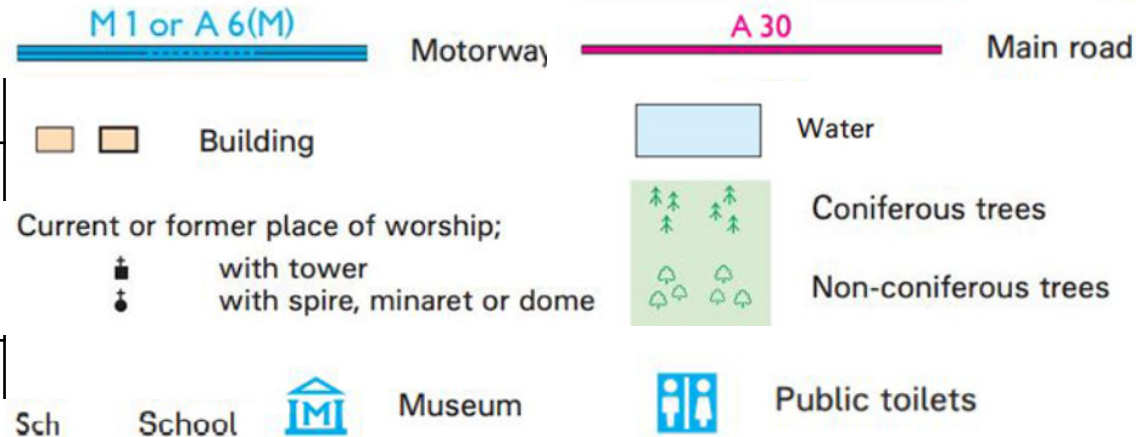 M 1 or A 6(M)
Motorway
A 30
Main road
Building
Water
Current or former place of worship;
with tower
with spire, minaret or dome
Coniferous trees
Non-coniferous trees
Sch
School
M
Museum
Public toilets